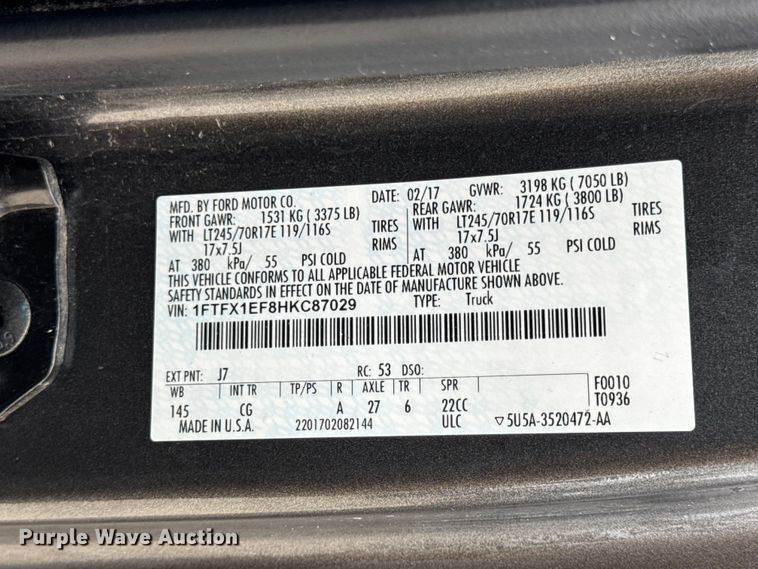 MFD. BY FORD MOTOR CO. DATE: 02/17 GVWR: 3198 KG ( 7050 LB)
FRONT GAWR: 1531 KG ( 3375 LB) REAR GAWR: 1724 KG ( 3800 LB)
WITH LT245/70R17E 119/116S TIRES WITH LT245/70R17E 119/116S TIRES
17x7.5J RIMS 17x7.5J RIMS
AT 380 kPa/ 55 PSI COLD AT 380 kPa/ 55 PSI COLD
THIS VEHICLE CONFORMS TO ALL APPLICABLE FEDERAL MOTOR VEHICLE
SAFETY STANDARDS IN EFFECT ON THE DATE OF MANUFACTURE SHOWN ABOVE.
VIN: 1FTFX1EF8HKC87029 TYPE: Truck
EXT PNT: J7 RC: 53 DSO:
WB INT TR TP/PS R AXLE TR SPR F0010
145 CG A 27 6 22CC T0936
MADE IN U.S.A. 2201702082144 ULC ▽5U5A-3520472-AA
Purple Wave Auction